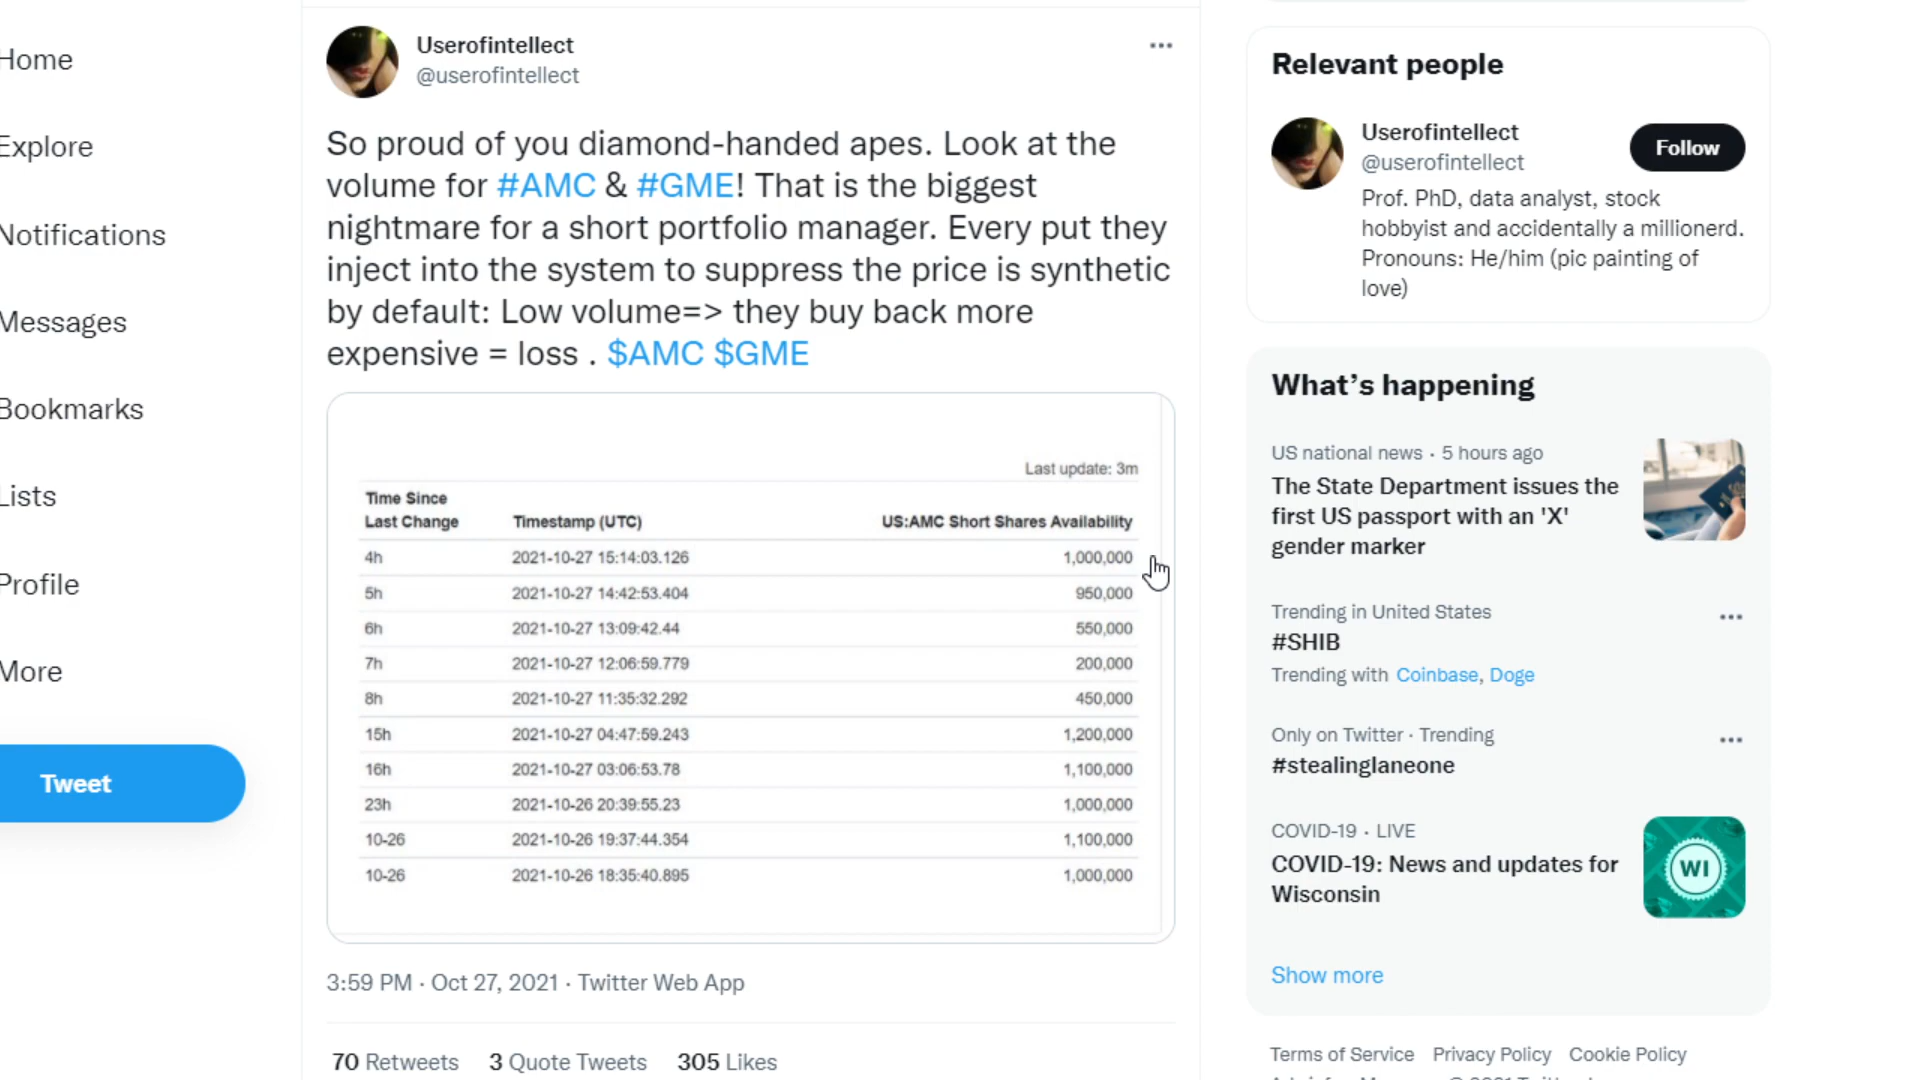 Home
Explore
Notifications
Messages
Bookmarks
Lists
Profile
More
Tweet
Userofintellect
@userofintellect
So proud of you diamond-handed apes. Look at the
volume for #AMC & #GME! That is the biggest
nightmare for a short portfolio manager. Every put they
inject into the system to suppress the price is synthetic
by default: Low volume=> they buy back more
expensive = loss . $AMC $GME
Last update: 3m
Time Since
Last Change Timestamp (UTC) US:AMC Short Shares Availability
4h 2021-10-27 15:14:03.126 1,000,000
5h 2021-10-27 14:42:53.404 950,000
6h 2021-10-27 13:09:42.44 550,000
7h 2021-10-27 12:06:59.779 200,000
8h 2021-10-27 11:35:32.292 450,000
15h 2021-10-27 04:47:59.243 1,200,000
16h 2021-10-27 03:06:53.78 1,100,000
23h 2021-10-26 20:39:55.23 1,000,000
10-26 2021-10-26 19:37:44.354 1,100,000
10-26 2021-10-26 18:35:40.895 1,000,000
3:59 PM · Oct 27, 2021 · Twitter Web App
70 Retweets 3 Quote Tweets 305 Likes
Relevant people
Userofintellect
@userofintellect
Follow
Prof. PhD, data analyst, stock
hobbyist and accidentally a millionerd.
Pronouns: He/him (pic painting of
love)
What's happening
US national news · 5 hours ago
The State Department issues the
first US passport with an 'X'
gender marker
Trending in United States
#SHIB
Trending with Coinbase, Doge
Only on Twitter · Trending
#stealinglaneone
COVID-19 · LIVE
COVID-19: News and updates for
Wisconsin
WI
Show more
Terms of Service Privacy Policy Cookie Policy